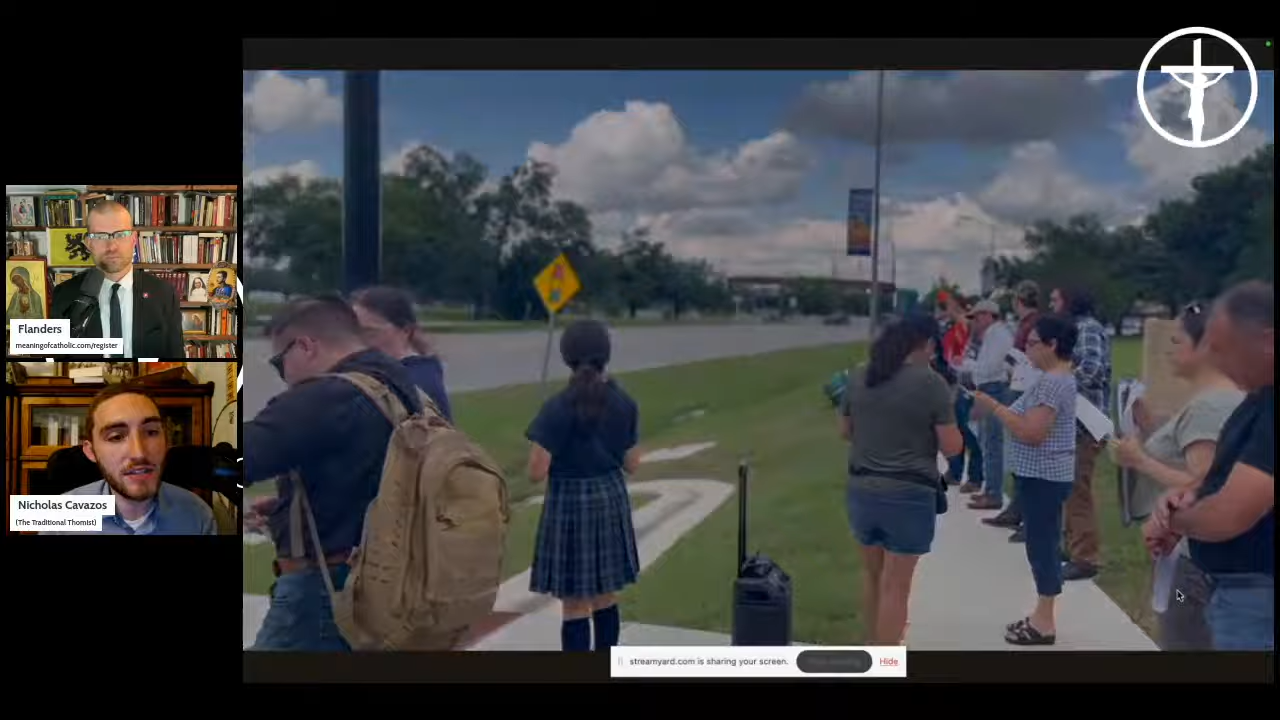 Flanders
meaningofcatholic.com/register
Nicholas Cavazos
(The Traditional Thomist)
streamyard.com is sharing your screen.
Hide